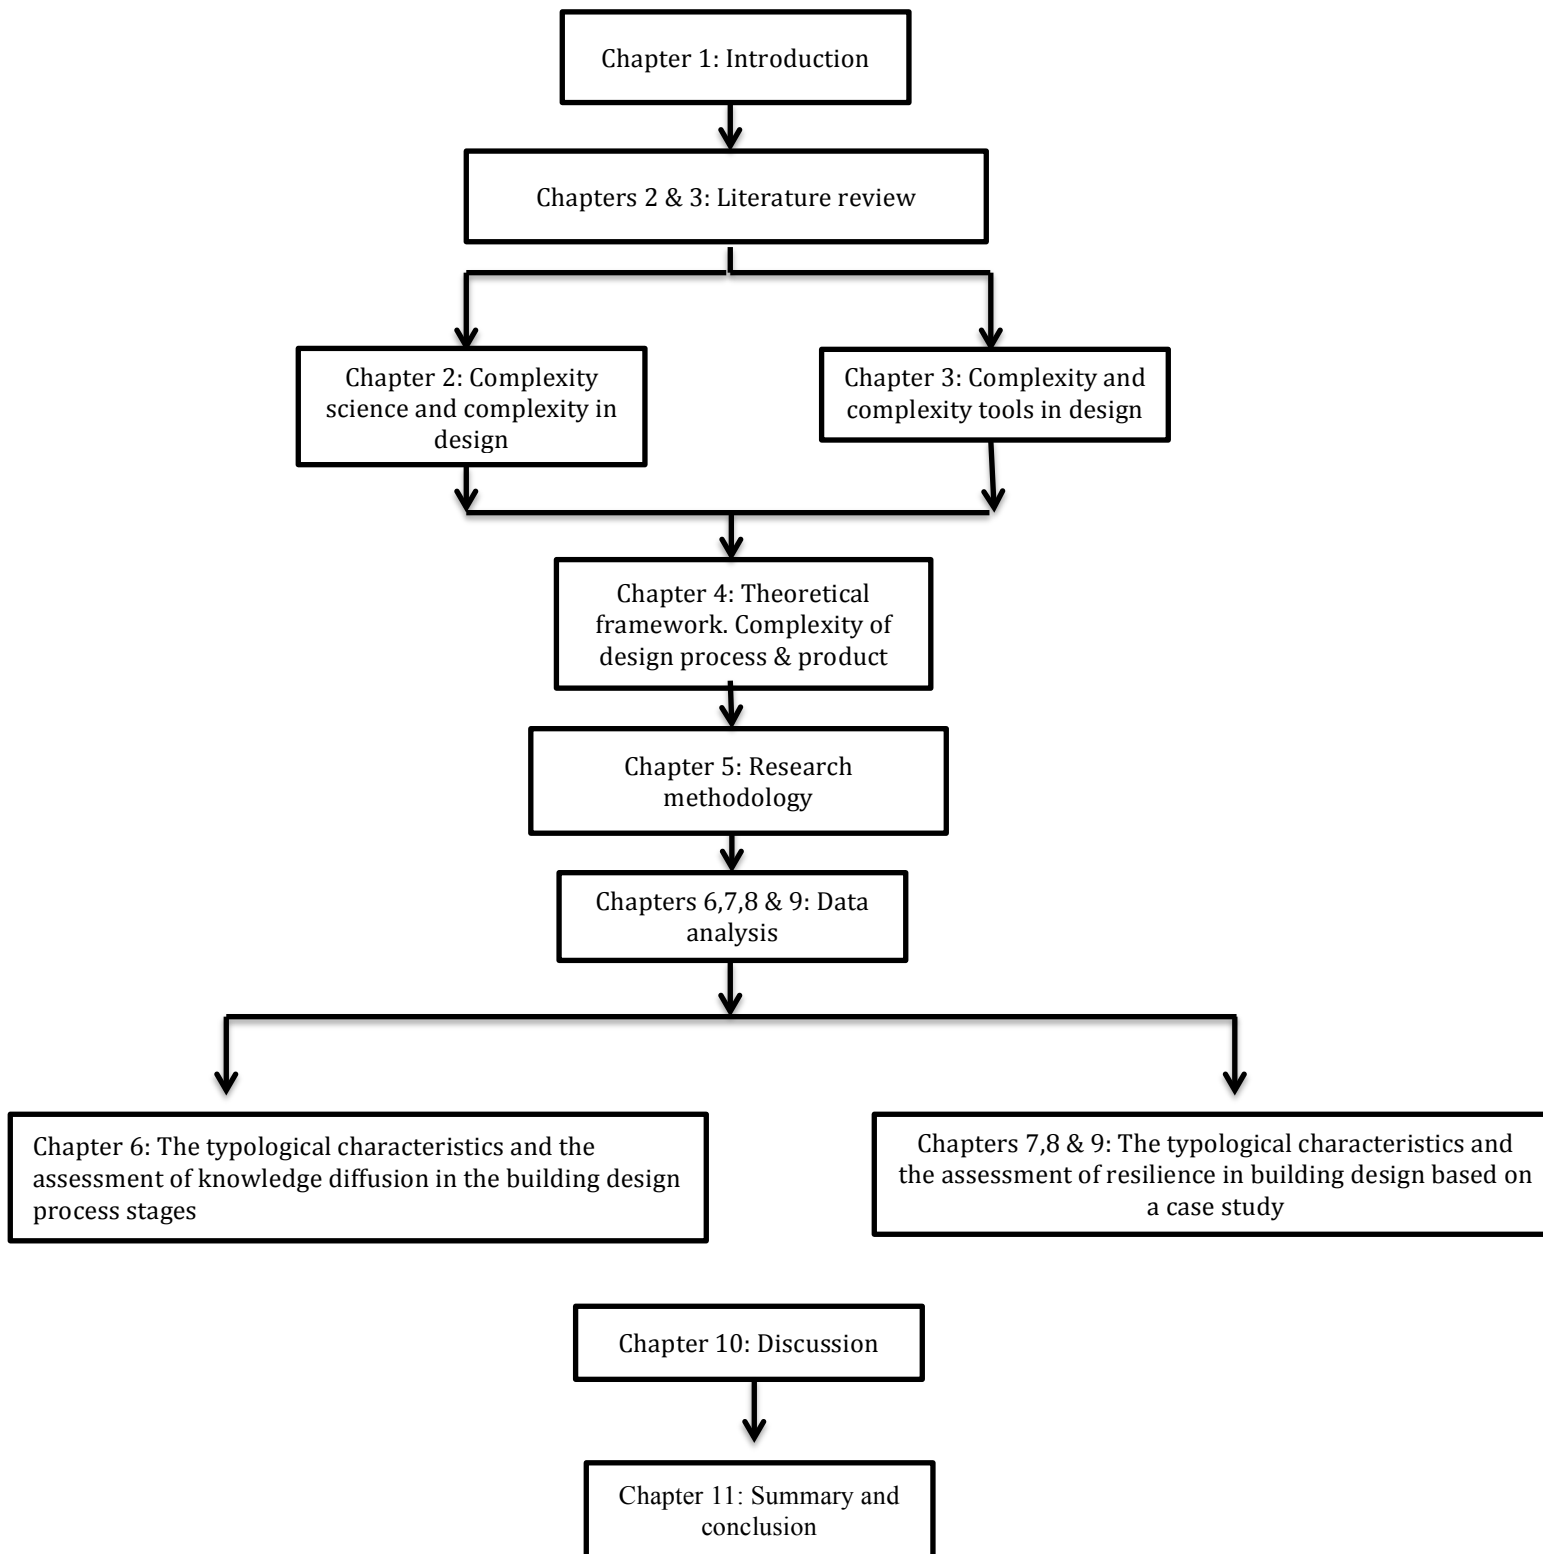 Chapter 1: Introduction
Chapters 2 & 3: Literature review
Chapter 2: Complexity
science and complexity in
design
Chapter 3: Complexity and
complexity tools in design
Chapter 4: Theoretical
framework. Complexity of
design process & product
Chapter 5: Research
methodology
Chapters 6,7,8 & 9: Data
analysis
Chapter 6: The typological characteristics and the
assessment of knowledge diffusion in the building design
process stages
Chapters 7,8 & 9: The typological characteristics and
the assessment of resilience in building design based on
a case study
Chapter 10: Discussion
Chapter 11: Summary and
conclusion